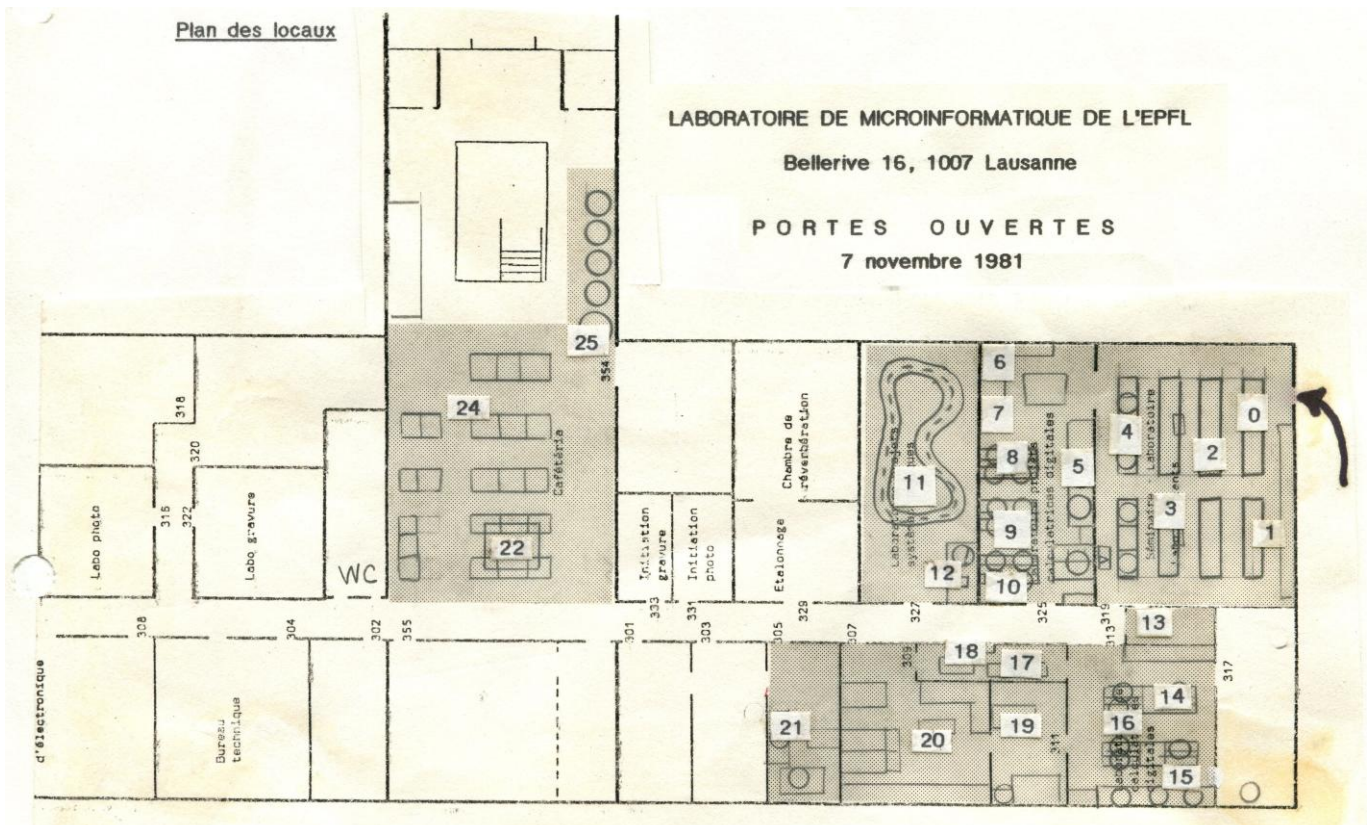 Plan des locaux
LABORATOIRE DE MICROINFORMATIQUE DE L'EPFL
Bellerive 16, 1007 Lausanne
PORTES OUVERTES
7 novembre 1981
25
354
24
Cafétéria
22
318
320
316
322
Labo photo
Labo gravure
WC
Initiation
gravure
Initiation
photo
Chambre de
réverbération
Etalonnage
11
12
6
7
8
9
10
calculatrices digitales
5
4
3
2
0
1
Séminaire - Laboratoire
308
304
302
355
301
333
331
303
305
329
307
327
325
319
313
317
d'électronique
Bureau
technique
21
309
18
17
20
19
311
13
14
16
15
digitales